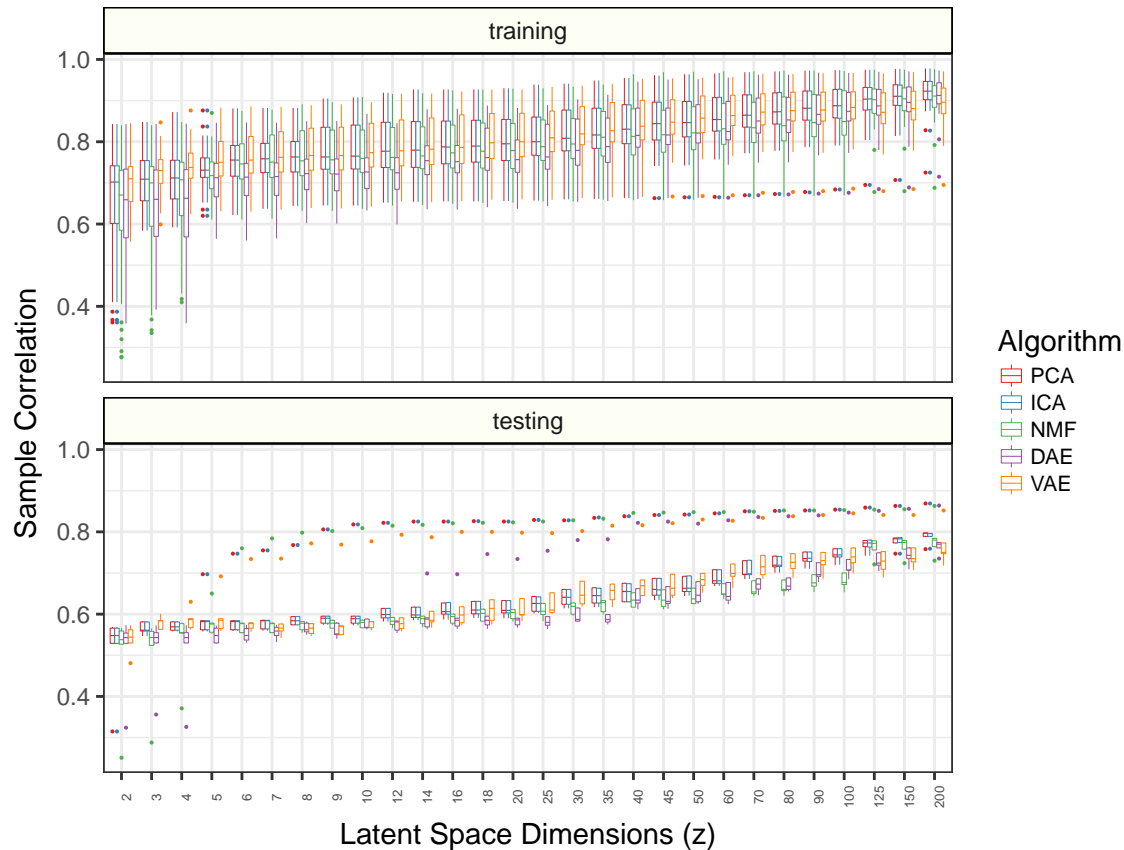 training
1.0
0.8
0.6
0.4
testing
1.0
0.8
0.6
0.4
Sample Correlation
2 3 4 5 6 7 8 9 10 12 14 16 18 20 25 30 35 40 45 50 60 70 80 90 100 125 150 200
Latent Space Dimensions (z)
Algorithm
PCA
ICA
NMF
DAE
VAE